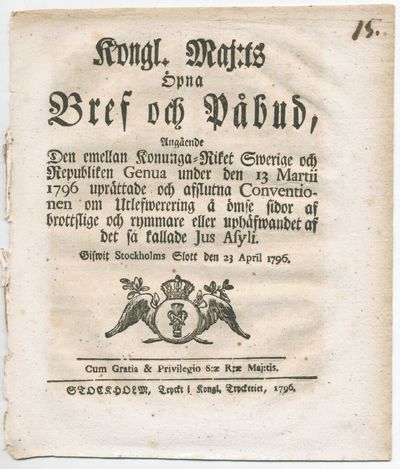 15.
Kongl. Maj:ts
Öpna
Bref och Påbud,
Angående
Den emellan Konunga-Riket Swerige och
Republiken Genua under den 13 Martii
1796 uprättade och afslutna Conventio-
nen om Utlefwerering å ömse sidor af
brottslige och rymmare eller uphäfwandet af
det så kallade Jus Asyli.
Gifwit Stockholms Slott den 23 April 1796.
Cum Gratia & Privilegio S:æ R:æ Maj:tis.
STOCKHOLM, Tryckt i Kongl. Tryckeriet, 1796.